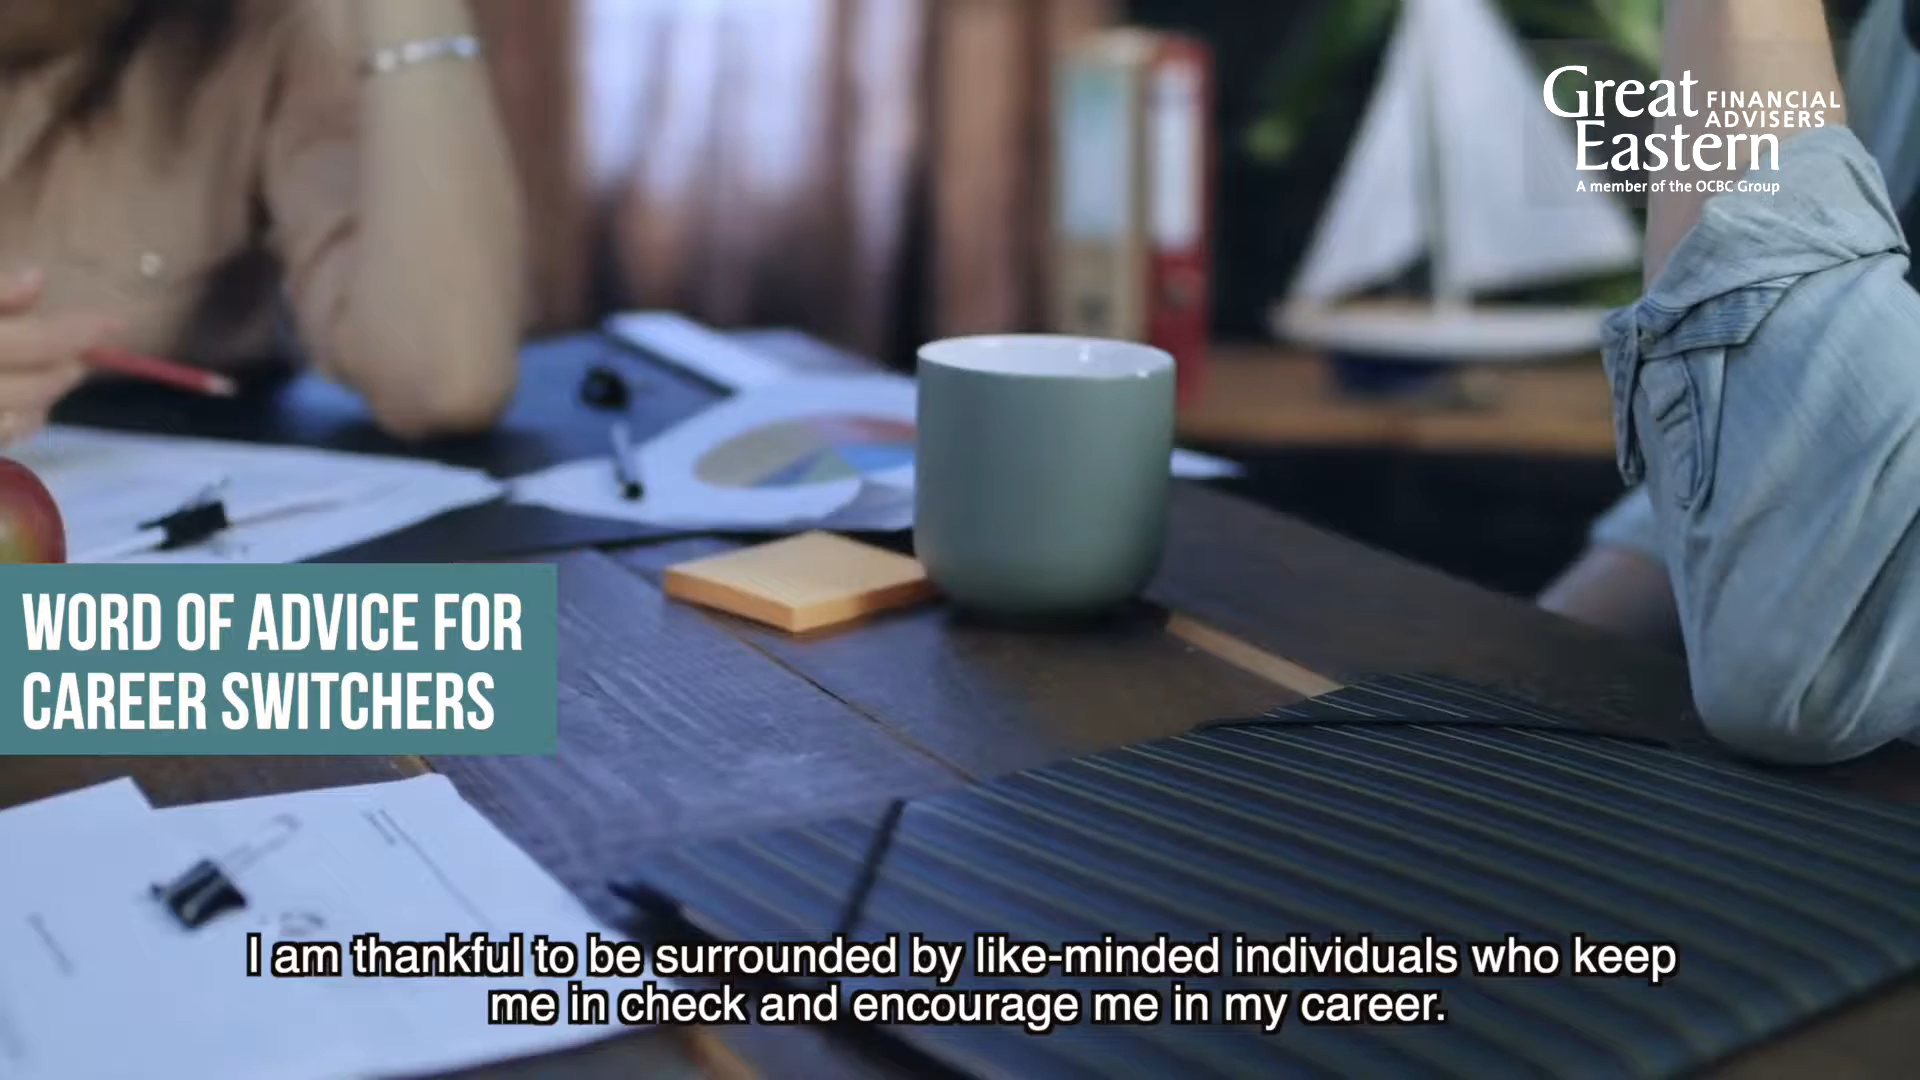 Great FINANCIAL
ADVISERS
Eastern
A member of the OCBC Group
WORD OF ADVICE FOR
CAREER SWITCHERS
I am thankful to be surrounded by like-minded individuals who keep
me in check and encourage me in my career.